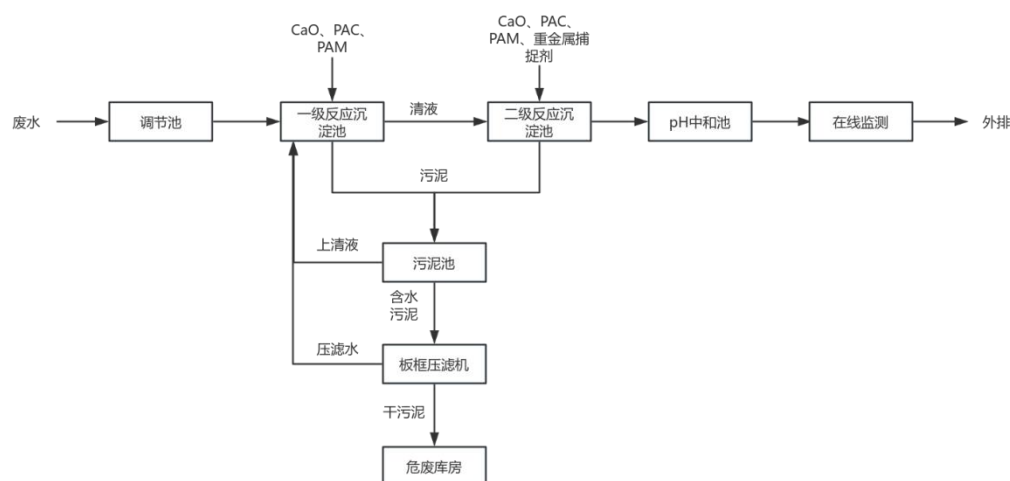 CaO、PAC、
PAM
CaO、PAC、
PAM、重金属捕
捉剂
废水
调节池
一级反应沉
淀池
清液
二级反应沉
淀池
pH中和池
在线监测
外排
污泥
上清液
污泥池
含水
污泥
压滤水
板框压滤机
干污泥
危废库房